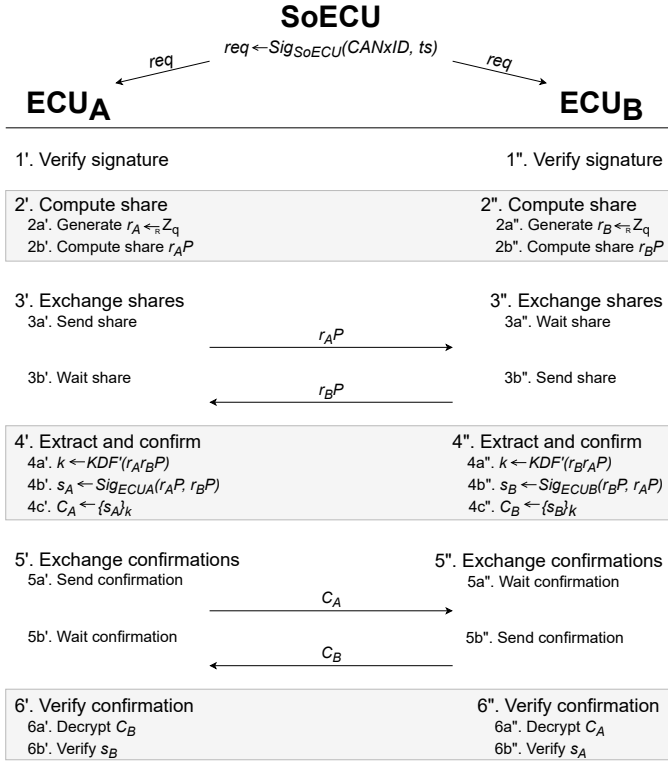 SoECU
req←Sig_SoECU(CANxID, ts)
req req
ECU_A ECU_B
1'. Verify signature 1". Verify signature
2'. Compute share 2". Compute share
2a'. Generate r_A ←_R Z_q 2a". Generate r_B ←_R Z_q
2b'. Compute share r_AP 2b". Compute share r_BP
3'. Exchange shares 3". Exchange shares
3a'. Send share 3a". Wait share
r_AP
3b'. Wait share 3b". Send share
r_BP
4'. Extract and confirm 4". Extract and confirm
4a'. k←KDF'(r_Ar_BP) 4a". k←KDF'(r_Br_AP)
4b'. s_A←Sig_ECUA(r_AP, r_BP) 4b". s_B←Sig_ECUB(r_BP, r_AP)
4c'. C_A←{s_A}_k 4c". C_B←{s_B}_k
5'. Exchange confirmations 5". Exchange confirmations
5a'. Send confirmation 5a". Wait confirmation
C_A
5b'. Wait confirmation 5b". Send confirmation
C_B
6'. Verify confirmation 6". Verify confirmation
6a'. Decrypt C_B 6a". Decrypt C_A
6b'. Verify s_B 6b". Verify s_A